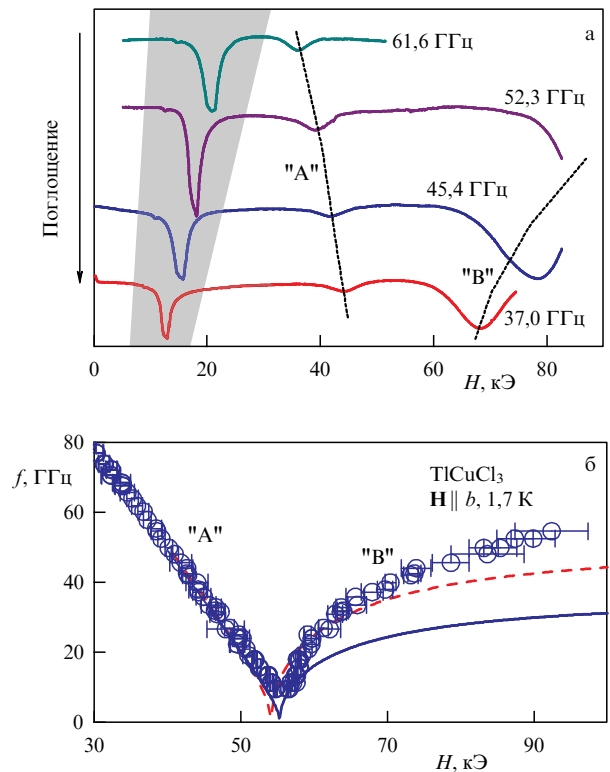 а
61,6 ГГц
52,3 ГГц
"A"
45,4 ГГц
"B"
37,0 ГГц
Поглощение
0 20 40 60 80
H, кЭ
б
80
f, ГГц
TlCuCl₃
H || b, 1,7 К
60
"A"
"B"
40
20
0
30 50 70 90
H, кЭ